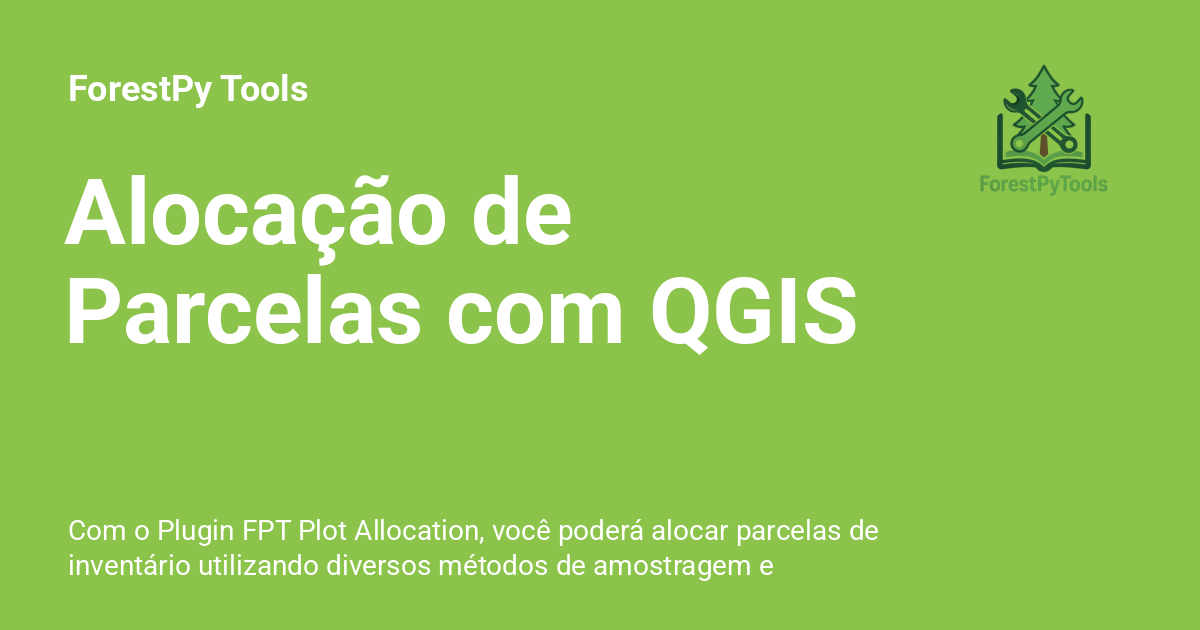 ForestPy Tools
ForestPyTools
Alocação de
Parcelas com QGIS
Com o Plugin FPT Plot Allocation, você poderá alocar parcelas de
inventário utilizando diversos métodos de amostragem e